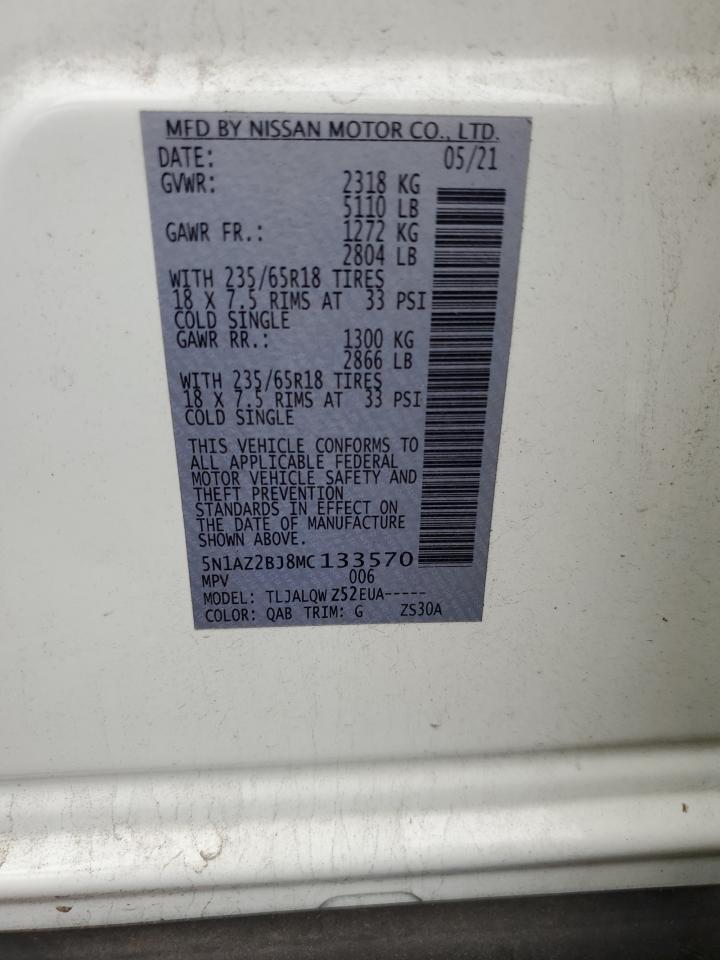 MFD BY NISSAN MOTOR CO., LTD.
DATE: 05/21
GVWR: 2318 KG
5110 LB
GAWR FR.: 1272 KG
2804 LB
WITH 235/65R18 TIRES
18 X 7.5 RIMS AT 33 PSI
COLD SINGLE
GAWR RR.: 1300 KG
2866 LB
WITH 235/65R18 TIRES
18 X 7.5 RIMS AT 33 PSI
COLD SINGLE
THIS VEHICLE CONFORMS TO
ALL APPLICABLE FEDERAL
MOTOR VEHICLE SAFETY AND
THEFT PREVENTION
STANDARDS IN EFFECT ON
THE DATE OF MANUFACTURE
SHOWN ABOVE.
5N1AZ2BJ8MC133570
MPV 006
MODEL: TLJALQWZ52EUA-----
COLOR: QAB TRIM: G ZS30A